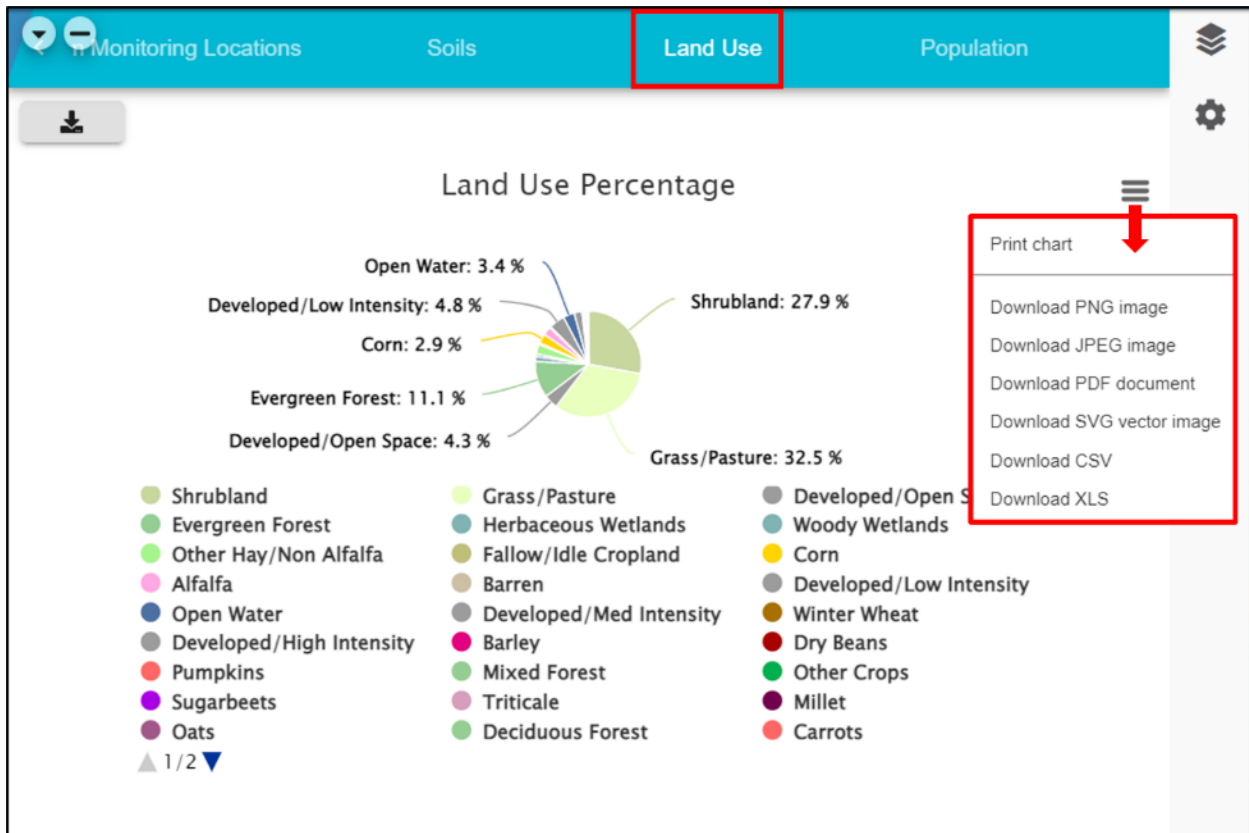 n Monitoring Locations Soils Land Use Population
Land Use Percentage
Print chart
Download PNG image
Download JPEG image
Download PDF document
Download SVG vector image
Download CSV
Download XLS
Open Water: 3.4 %
Developed/Low Intensity: 4.8 %
Corn: 2.9 %
Evergreen Forest: 11.1 %
Developed/Open Space: 4.3 %
Shrubland: 27.9 %
Grass/Pasture: 32.5 %
Shrubland Grass/Pasture Developed/Open S
Evergreen Forest Herbaceous Wetlands Woody Wetlands
Other Hay/Non Alfalfa Fallow/Idle Cropland Corn
Alfalfa Barren Developed/Low Intensity
Open Water Developed/Med Intensity Winter Wheat
Developed/High Intensity Barley Dry Beans
Pumpkins Mixed Forest Other Crops
Sugarbeets Triticale Millet
Oats Deciduous Forest Carrots
1/2